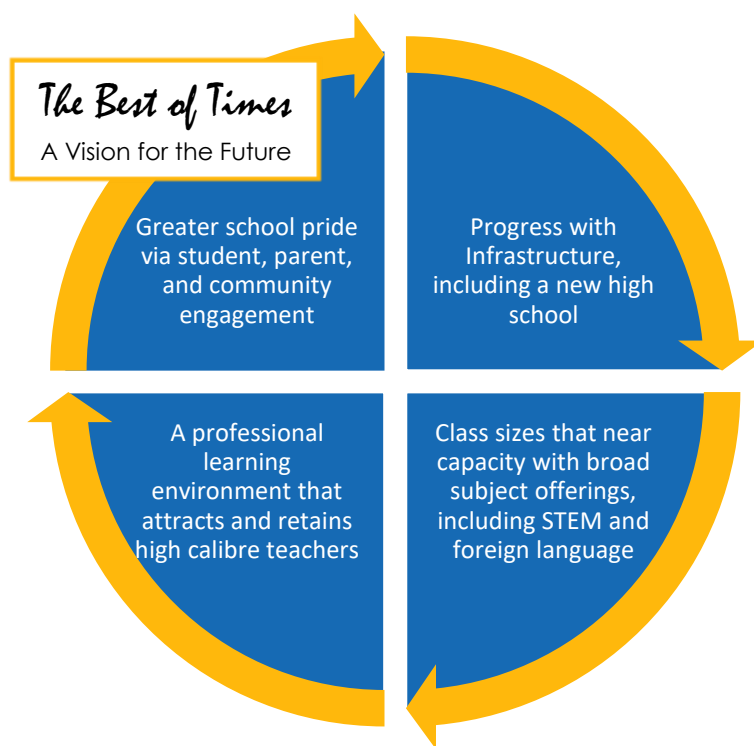 The Best of Times
A Vision for the Future
Greater school pride
via student, parent,
and community
engagement
Progress with
Infrastructure,
including a new high
school
A professional
learning
environment that
attracts and retains
high calibre teachers
Class sizes that near
capacity with broad
subject offerings,
including STEM and
foreign language